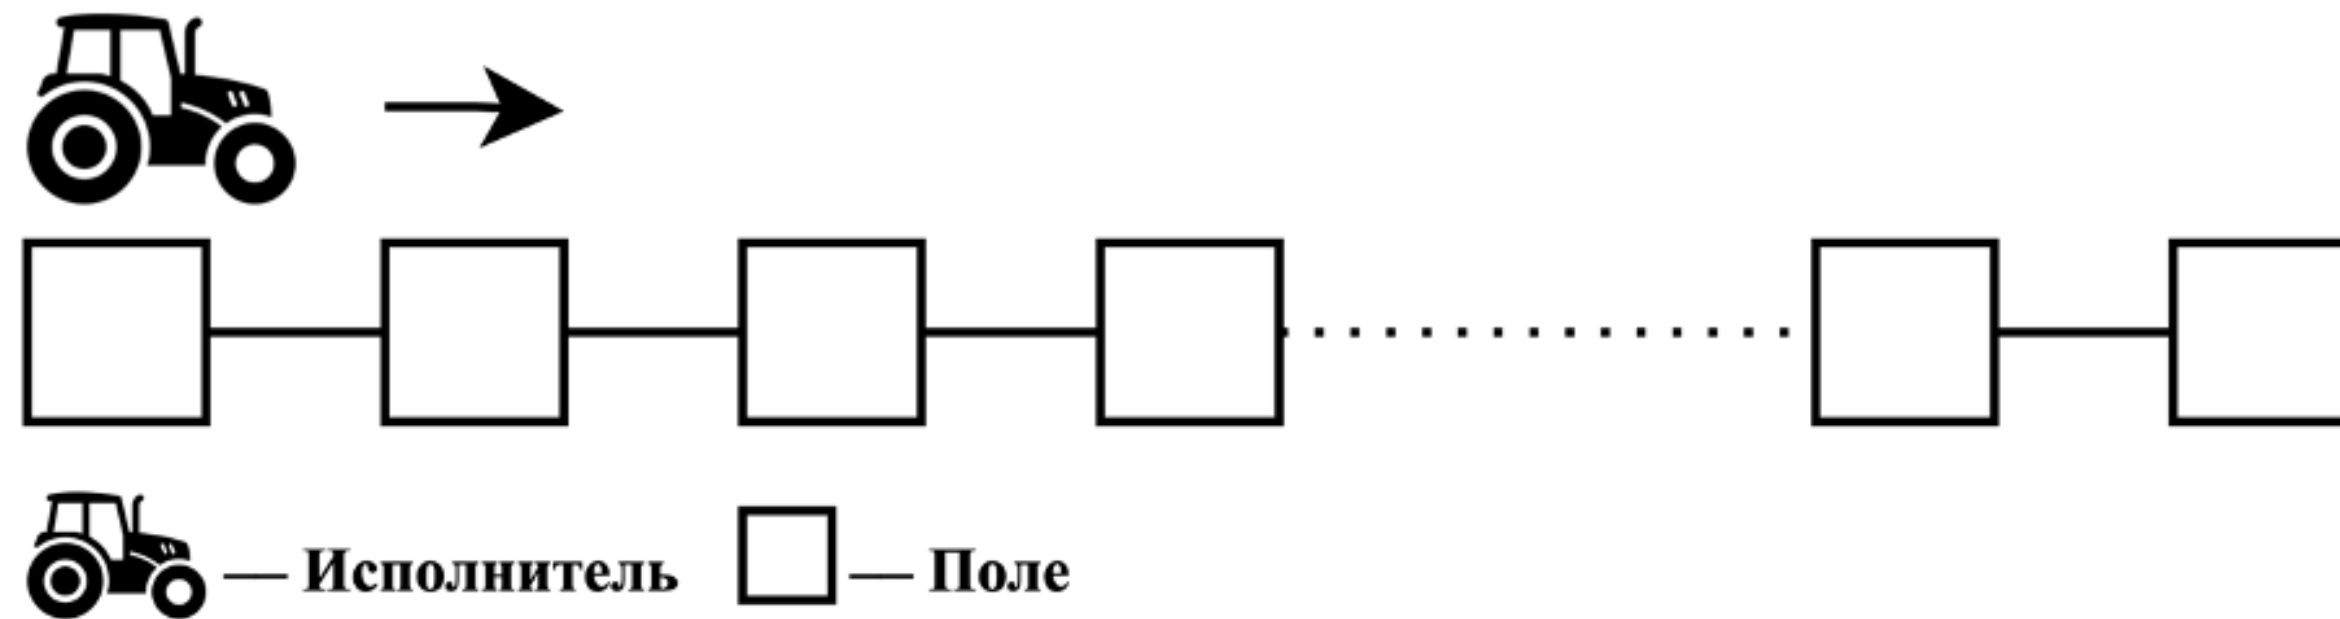 — Исполнитель — Поле